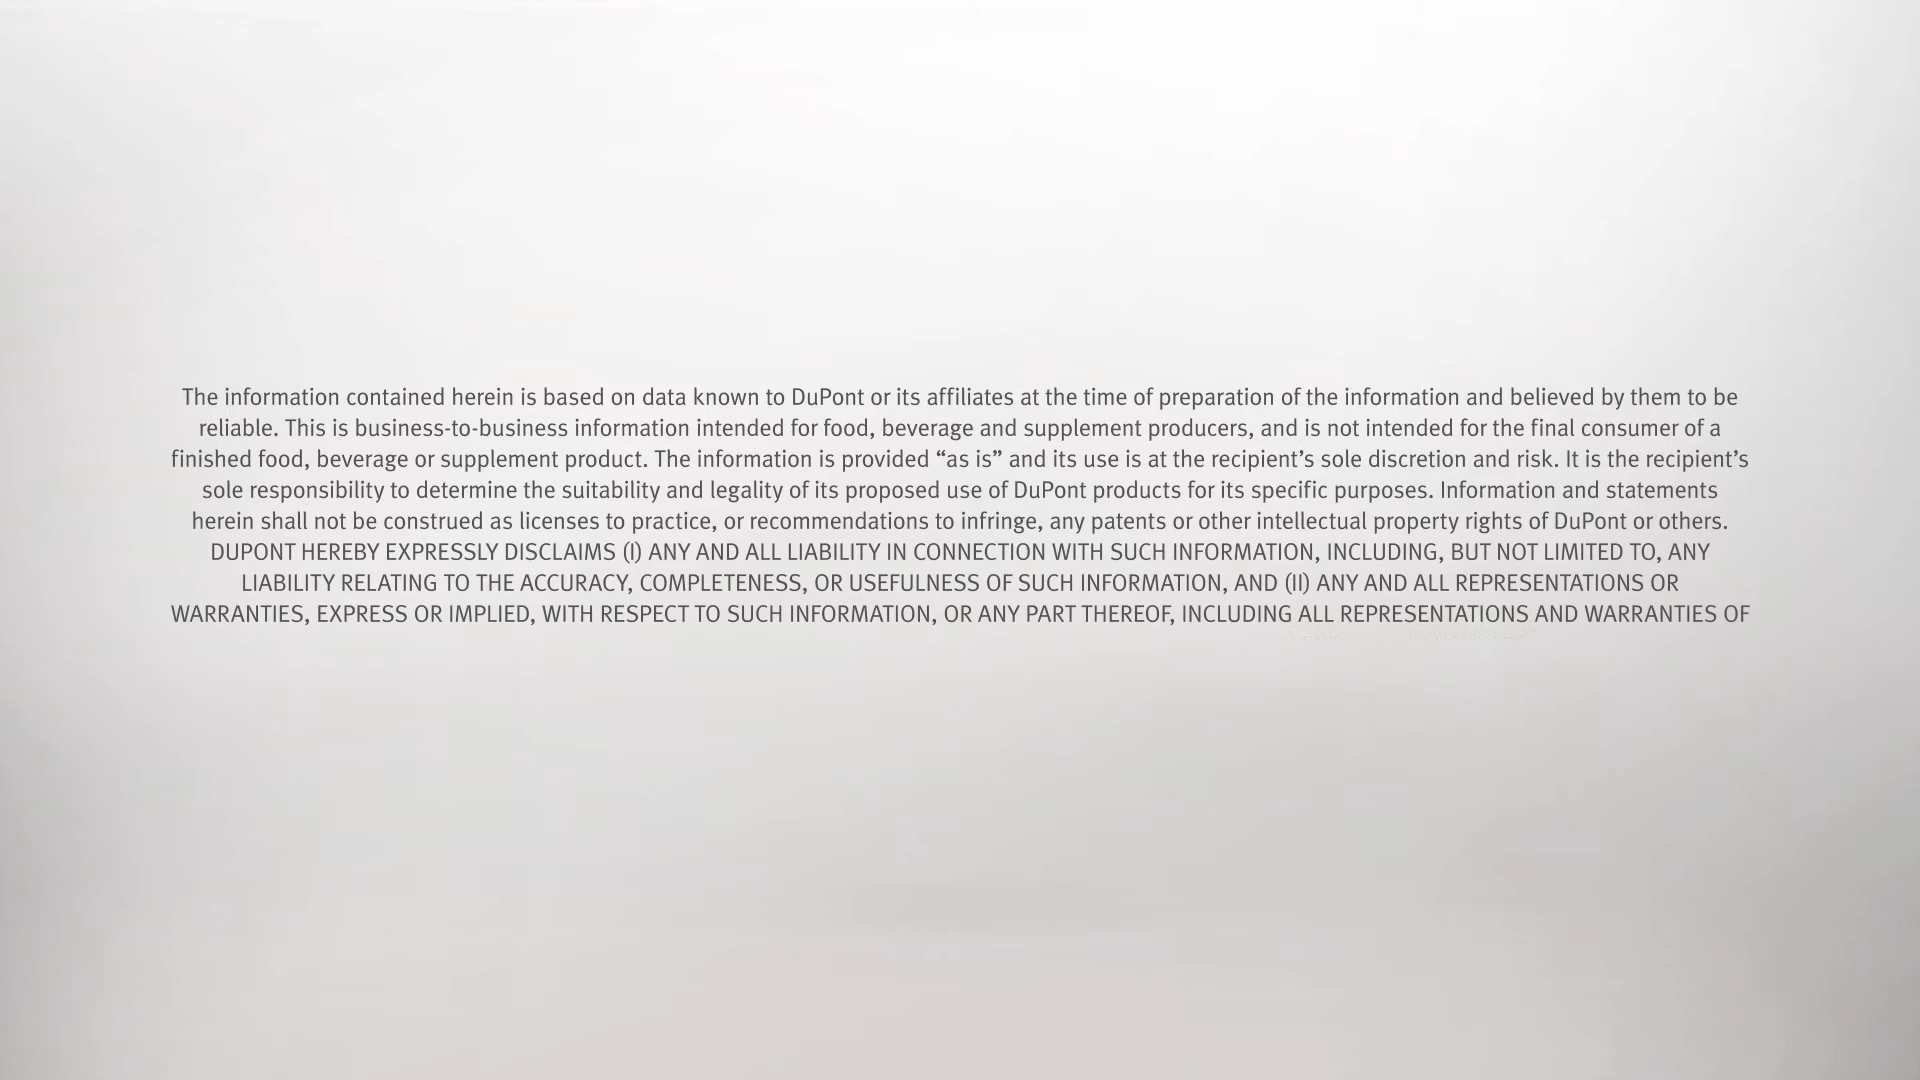 The information contained herein is based on data known to DuPont or its affiliates at the time of preparation of the information and believed by them to be
reliable. This is business-to-business information intended for food, beverage and supplement producers, and is not intended for the final consumer of a
finished food, beverage or supplement product. The information is provided “as is” and its use is at the recipient’s sole discretion and risk. It is the recipient’s
sole responsibility to determine the suitability and legality of its proposed use of DuPont products for its specific purposes. Information and statements
herein shall not be construed as licenses to practice, or recommendations to infringe, any patents or other intellectual property rights of DuPont or others.
DUPONT HEREBY EXPRESSLY DISCLAIMS (I) ANY AND ALL LIABILITY IN CONNECTION WITH SUCH INFORMATION, INCLUDING, BUT NOT LIMITED TO, ANY
LIABILITY RELATING TO THE ACCURACY, COMPLETENESS, OR USEFULNESS OF SUCH INFORMATION, AND (II) ANY AND ALL REPRESENTATIONS OR
WARRANTIES, EXPRESS OR IMPLIED, WITH RESPECT TO SUCH INFORMATION, OR ANY PART THEREOF, INCLUDING ALL REPRESENTATIONS AND WARRANTIES OF